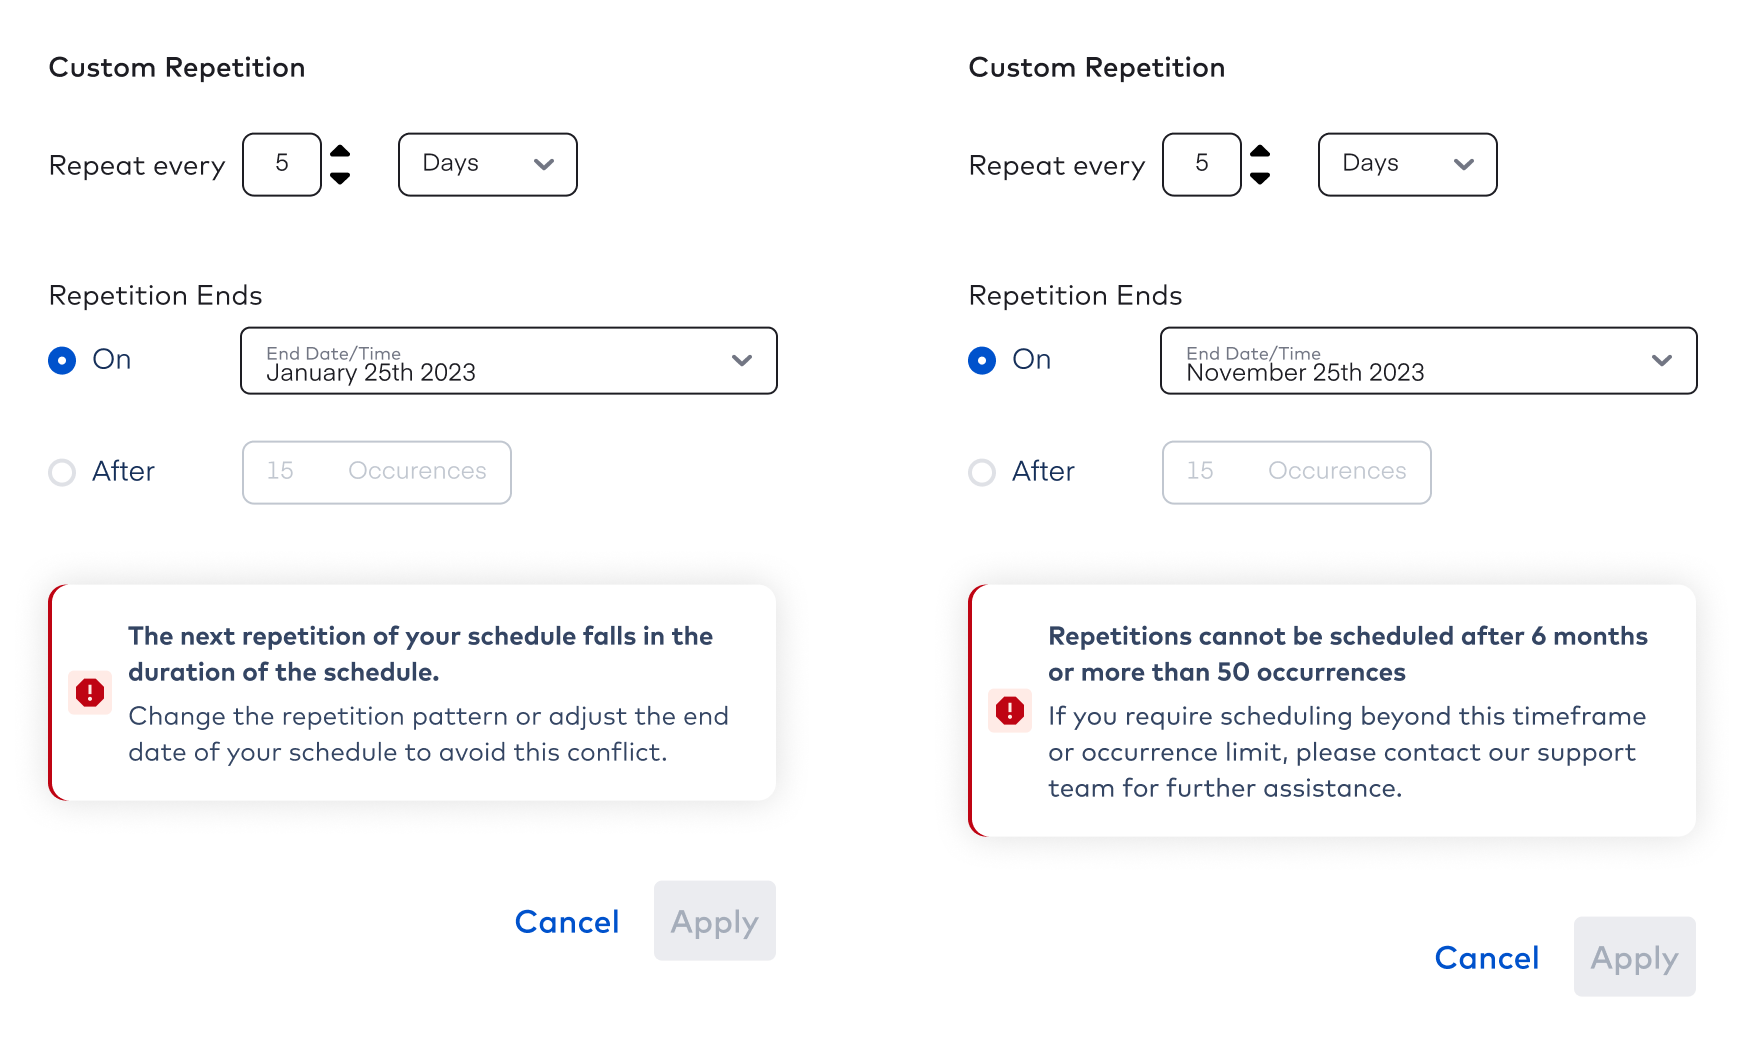 Custom Repetition
Repeat every 5 Days
Repetition Ends
On
End Date/Time
January 25th 2023
After 15 Occurences
The next repetition of your schedule falls in the
duration of the schedule.
Change the repetition pattern or adjust the end
date of your schedule to avoid this conflict.
Cancel Apply
Custom Repetition
Repeat every 5 Days
Repetition Ends
On
End Date/Time
November 25th 2023
After 15 Occurences
Repetitions cannot be scheduled after 6 months
or more than 50 occurrences
If you require scheduling beyond this timeframe
or occurrence limit, please contact our support
team for further assistance.
Cancel Apply